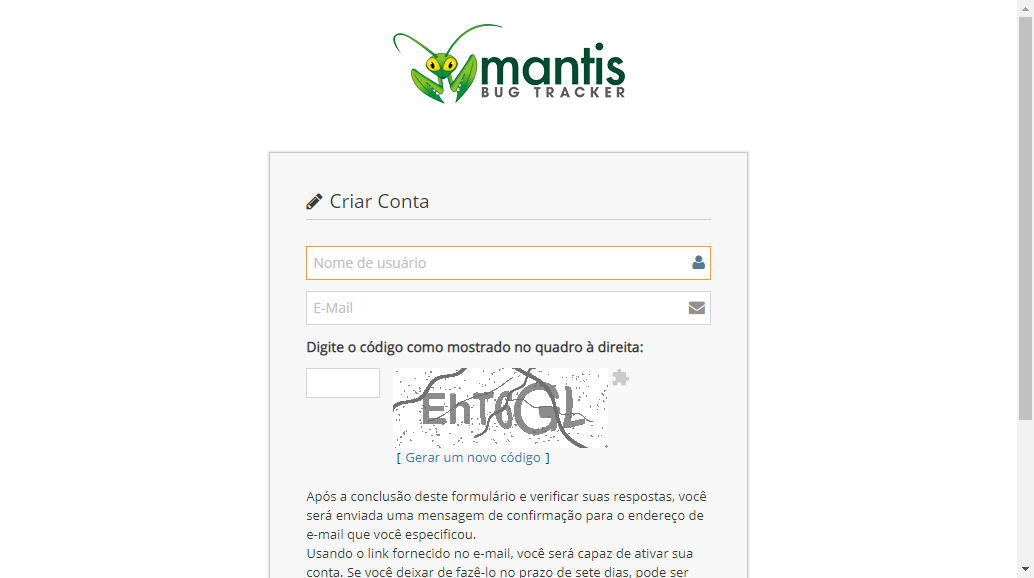 mantis
BUG TRACKER
Criar Conta
Nome de usuário
E-Mail
Digite o código como mostrado no quadro à direita:
[ Gerar um novo código ]
Após a conclusão deste formulário e verificar suas respostas, você
será enviada uma mensagem de confirmação para o endereço de
e-mail que você especificou.
Usando o link fornecido no e-mail, você será capaz de ativar sua
conta. Se você deixar de fazê-lo no prazo de sete dias, pode ser